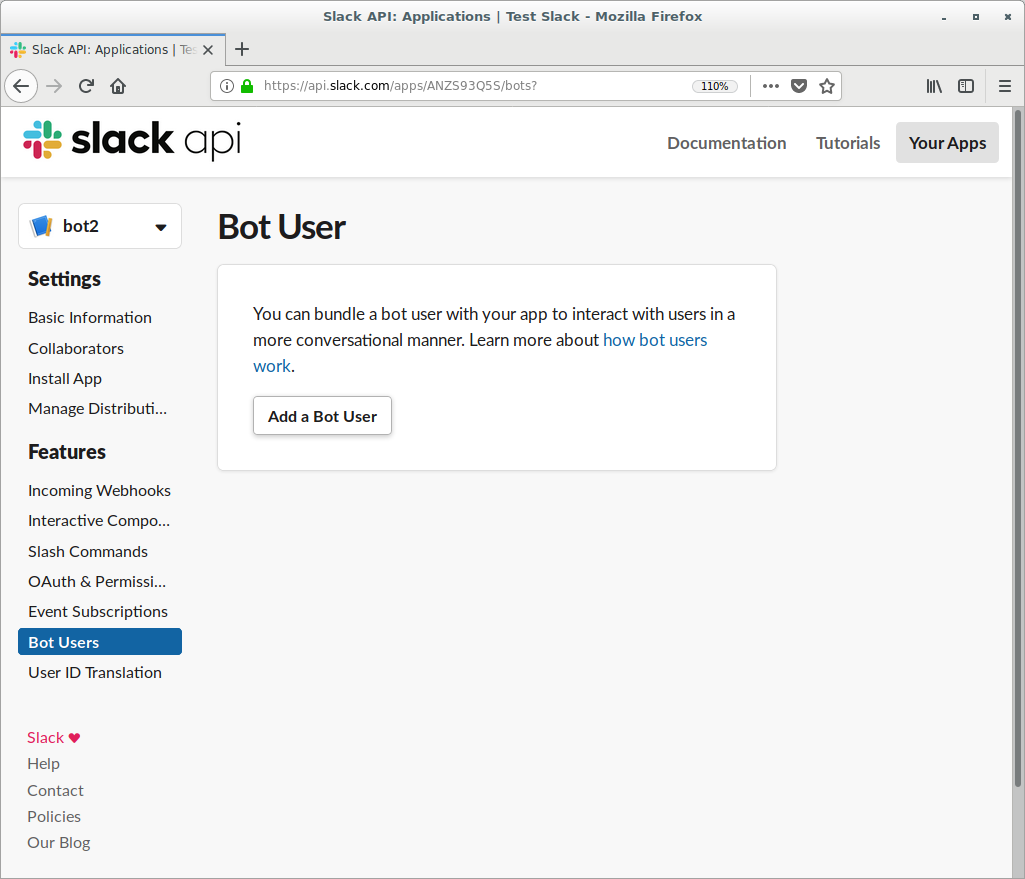 Slack API: Applications | Test Slack - Mozilla Firefox
Slack API: Applications | Tes
https://api.slack.com/apps/ANZS93Q5S/bots?
110%
slack api
Documentation
Tutorials
Your Apps
bot2
Bot User
Settings
Basic Information
Collaborators
Install App
Manage Distributi...
Features
Incoming Webhooks
Interactive Compo...
Slash Commands
OAuth & Permissi...
Event Subscriptions
Bot Users
User ID Translation
Slack ♥
Help
Contact
Policies
Our Blog
You can bundle a bot user with your app to interact with users in a
more conversational manner. Learn more about how bot users
work.
Add a Bot User